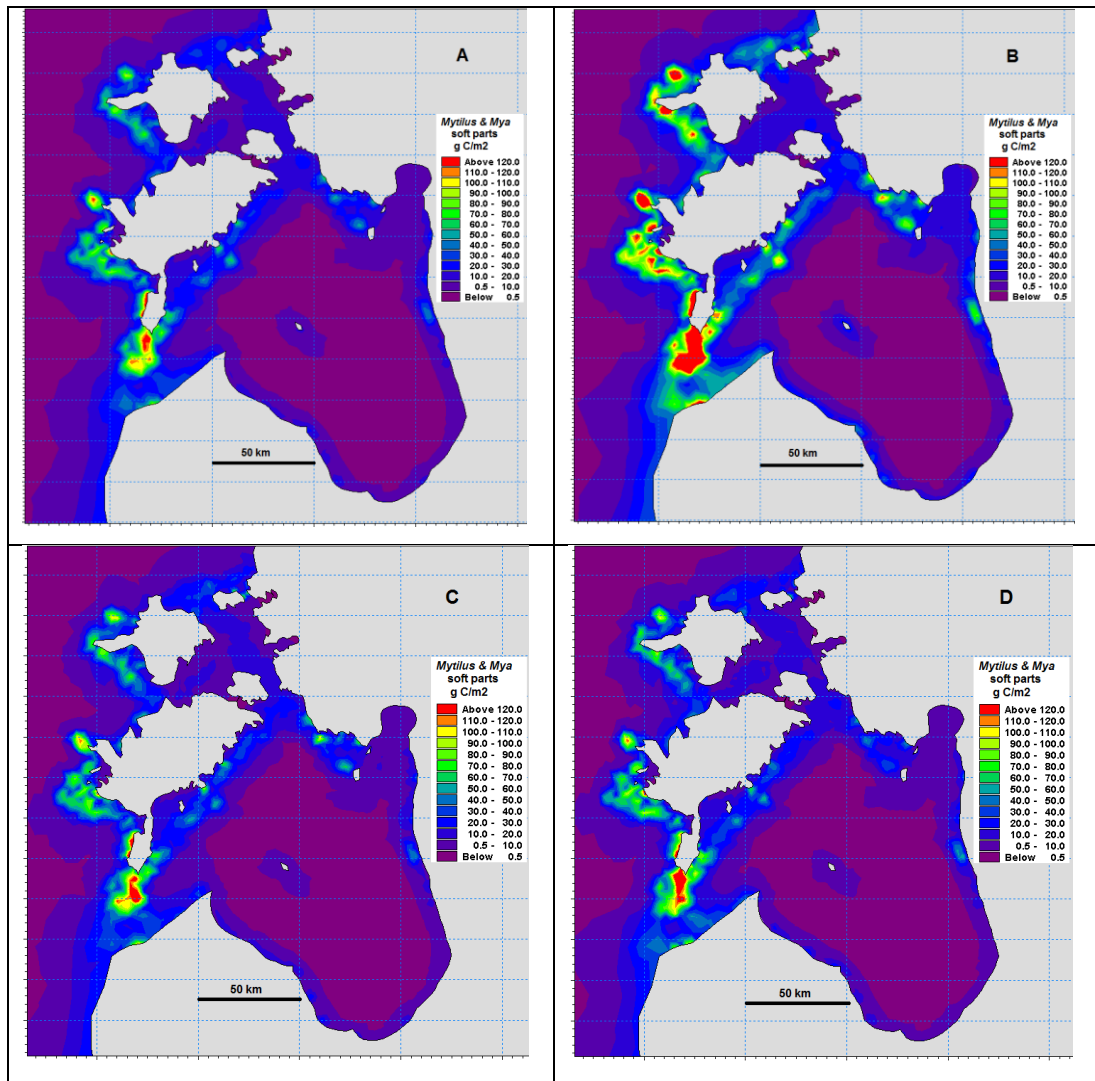 A
Mytilus & Mya
soft parts
g C/m2
Above 120.0
110.0 - 120.0
100.0 - 110.0
90.0 - 100.0
80.0 - 90.0
70.0 - 80.0
60.0 - 70.0
50.0 - 60.0
40.0 - 50.0
30.0 - 40.0
20.0 - 30.0
10.0 - 20.0
0.5 - 10.0
Below 0.5
50 km
B
Mytilus & Mya
soft parts
g C/m2
Above 120.0
110.0 - 120.0
100.0 - 110.0
90.0 - 100.0
80.0 - 90.0
70.0 - 80.0
60.0 - 70.0
50.0 - 60.0
40.0 - 50.0
30.0 - 40.0
20.0 - 30.0
10.0 - 20.0
0.5 - 10.0
Below 0.5
50 km
C
Mytilus & Mya
soft parts
g C/m2
Above 120.0
110.0 - 120.0
100.0 - 110.0
90.0 - 100.0
80.0 - 90.0
70.0 - 80.0
60.0 - 70.0
50.0 - 60.0
40.0 - 50.0
30.0 - 40.0
20.0 - 30.0
10.0 - 20.0
0.5 - 10.0
Below 0.5
50 km
D
Mytilus & Mya
soft parts
g C/m2
Above 120.0
110.0 - 120.0
100.0 - 110.0
90.0 - 100.0
80.0 - 90.0
70.0 - 80.0
60.0 - 70.0
50.0 - 60.0
40.0 - 50.0
30.0 - 40.0
20.0 - 30.0
10.0 - 20.0
0.5 - 10.0
Below 0.5
50 km